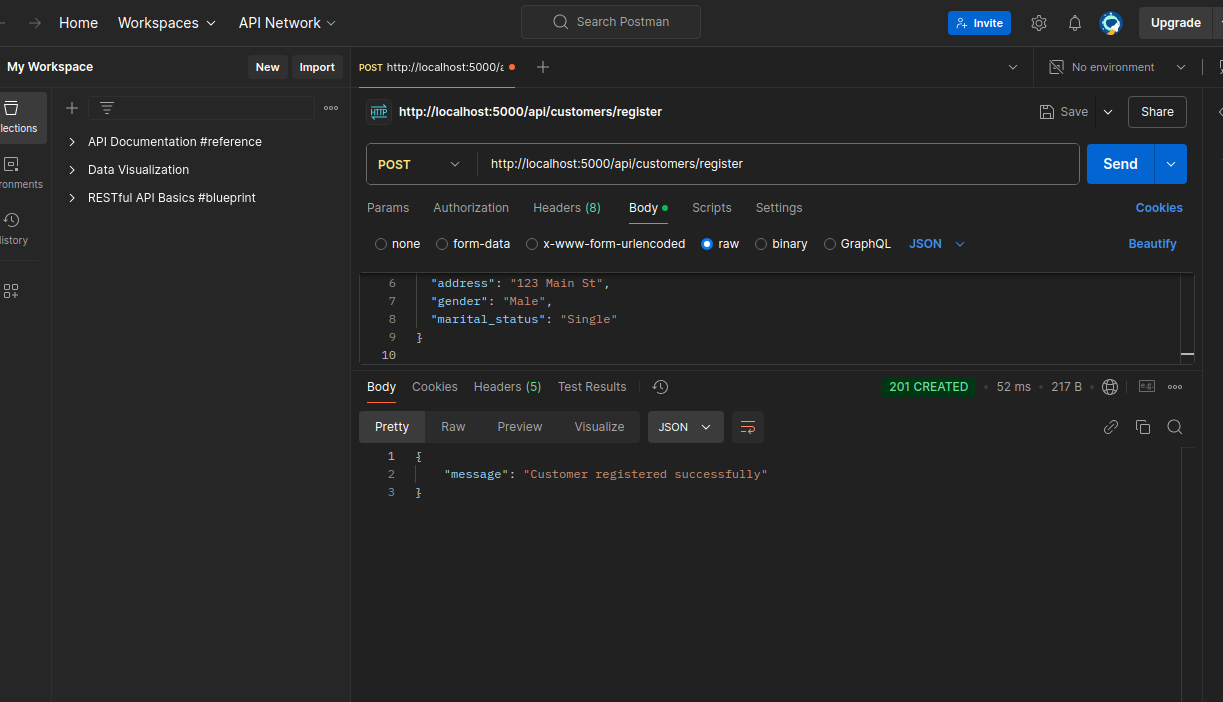 Home Workspaces API Network Search Postman Invite Upgrade
My Workspace New Import POST http://localhost:5000/a No environment
http://localhost:5000/api/customers/register Save Share
lections
API Documentation #reference
Data Visualization
RESTful API Basics #blueprint
ronments
istory
POST http://localhost:5000/api/customers/register Send
Params Authorization Headers (8) Body Scripts Settings Cookies
none form-data x-www-form-urlencoded raw binary GraphQL JSON Beautify
6 "address": "123 Main St",
7 "gender": "Male",
8 "marital_status": "Single"
9 }
10
Body Cookies Headers (5) Test Results 201 CREATED 52 ms 217 B e.g.
Pretty Raw Preview Visualize JSON
1 {
2 "message": "Customer registered successfully"
3 }